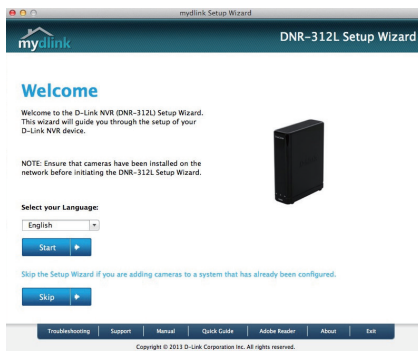 mydlink Setup Wizard
mydlink
DNR-312L Setup Wizard
Welcome
Welcome to the D-Link NVR (DNR-312L) Setup Wizard.
This wizard will guide you through the setup of your
D-Link NVR device.
NOTE: Ensure that cameras have been installed on the
network before initiating the DNR-312L Setup Wizard.
Select your Language:
English
Start
Skip the Setup Wizard if you are adding cameras to a system that has already been configured.
Skip
Troubleshooting Support Manual Quick Guide Adobe Reader About Exit
Copyright © 2013 D-Link Corporation Inc. All rights reserved.